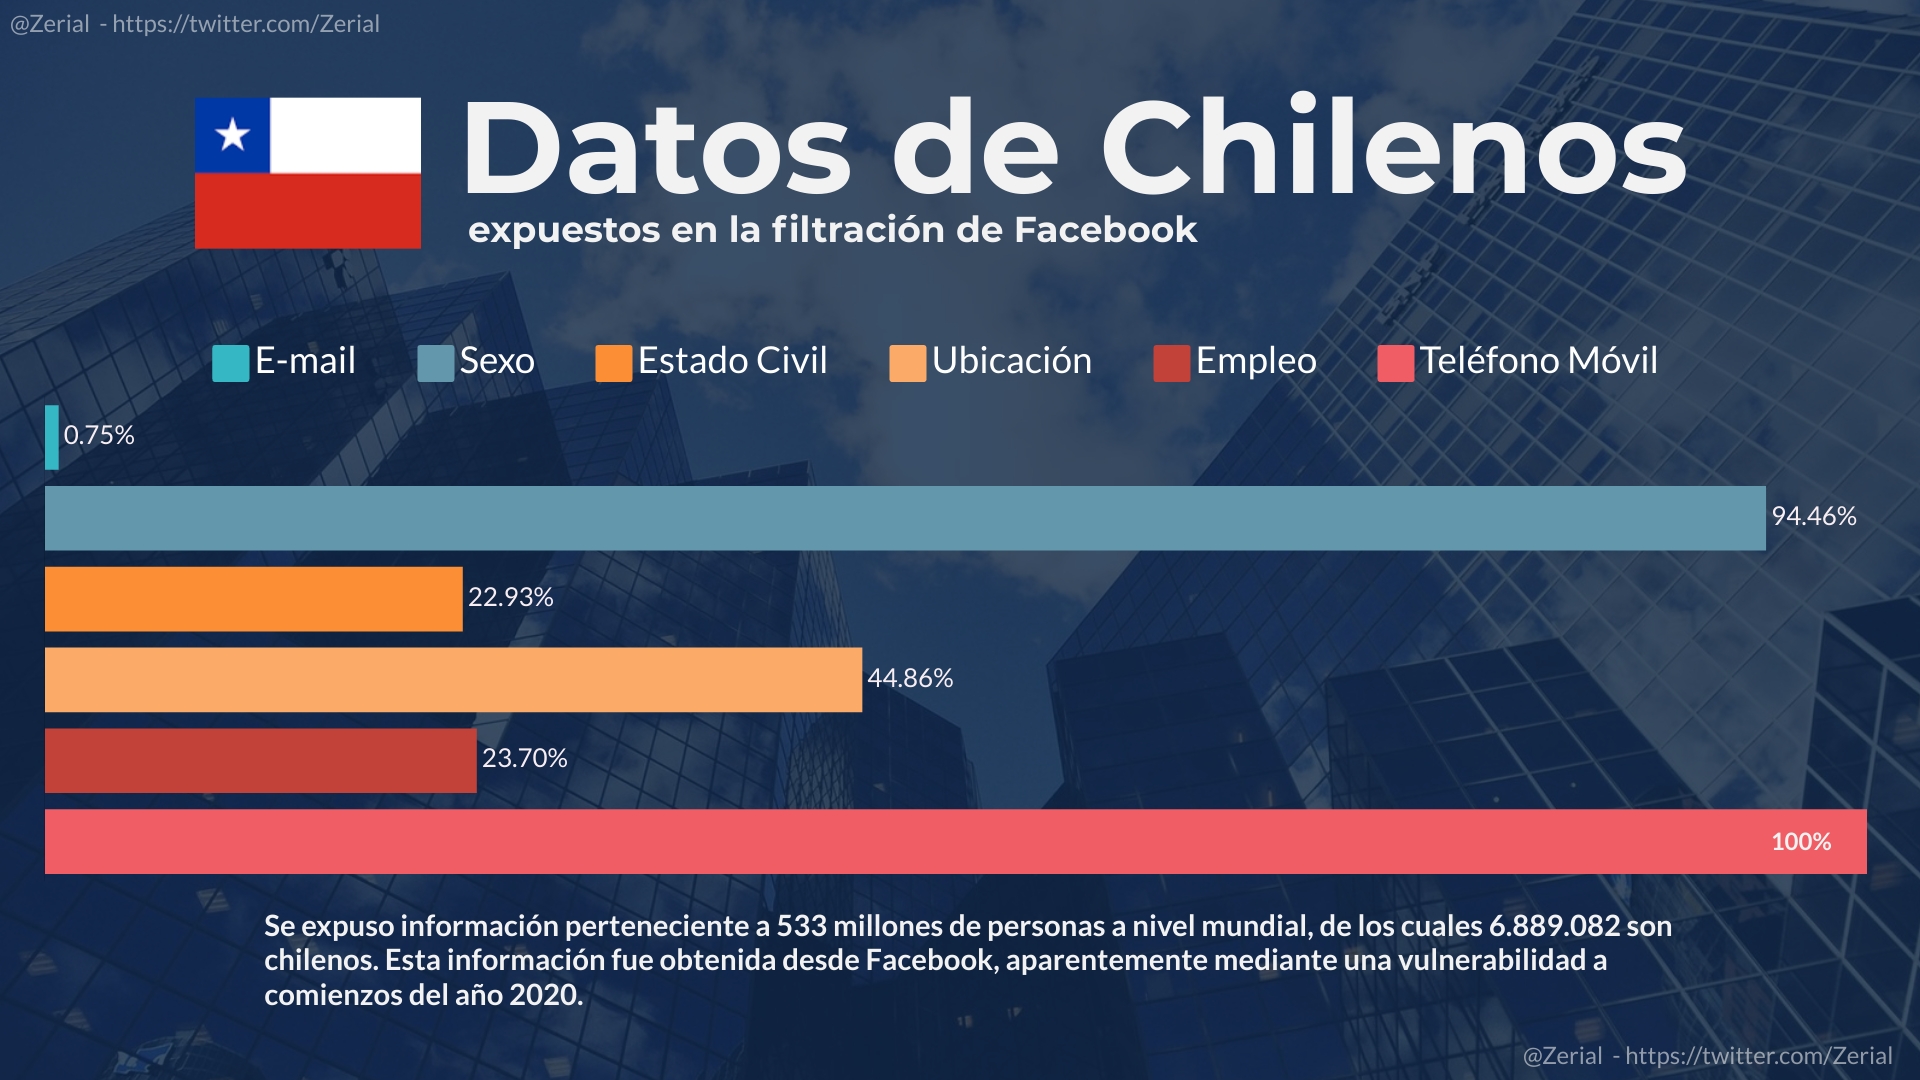 @Zerial - https://twitter.com/Zerial
Datos de Chilenos
expuestos en la filtración de Facebook
E-mail Sexo Estado Civil Ubicación Empleo Teléfono Móvil
0.75%
94.46%
22.93%
44.86%
23.70%
100%
Se expuso información perteneciente a 533 millones de personas a nivel mundial, de los cuales 6.889.082 son
chilenos. Esta información fue obtenida desde Facebook, aparentemente mediante una vulnerabilidad a
comienzos del año 2020.
@Zerial - https://twitter.com/Zerial